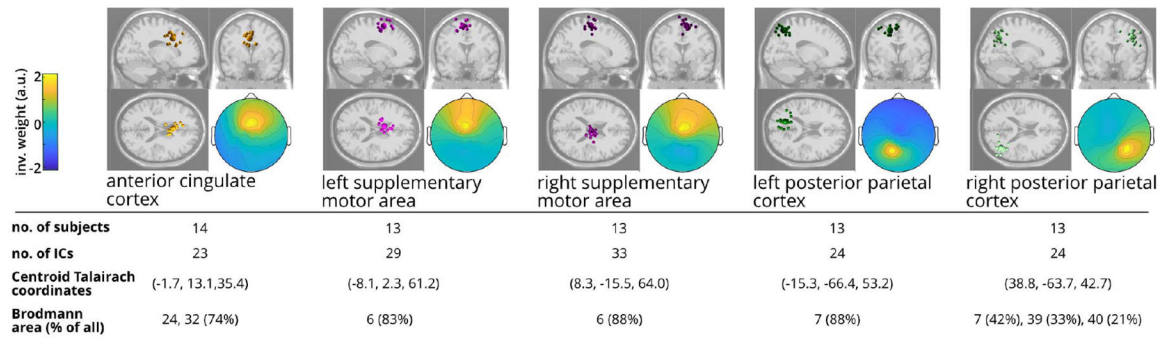 inv. weight (a.u.)
2
0
-2
anterior cingulate
cortex
left supplementary
motor area
right supplementary
motor area
left posterior parietal
cortex
right posterior parietal
cortex
no. of subjects 14 13 13 13 13
no. of ICs 23 29 33 24 24
Centroid Talairach
coordinates (-1.7, 13.1,35.4) (-8.1, 2.3, 61.2) (8.3, -15.5, 64.0) (-15.3, -66.4, 53.2) (38.8, -63.7, 42.7)
Brodmann
area (% of all) 24, 32 (74%) 6 (83%) 6 (88%) 7 (88%) 7 (42%), 39 (33%), 40 (21%)